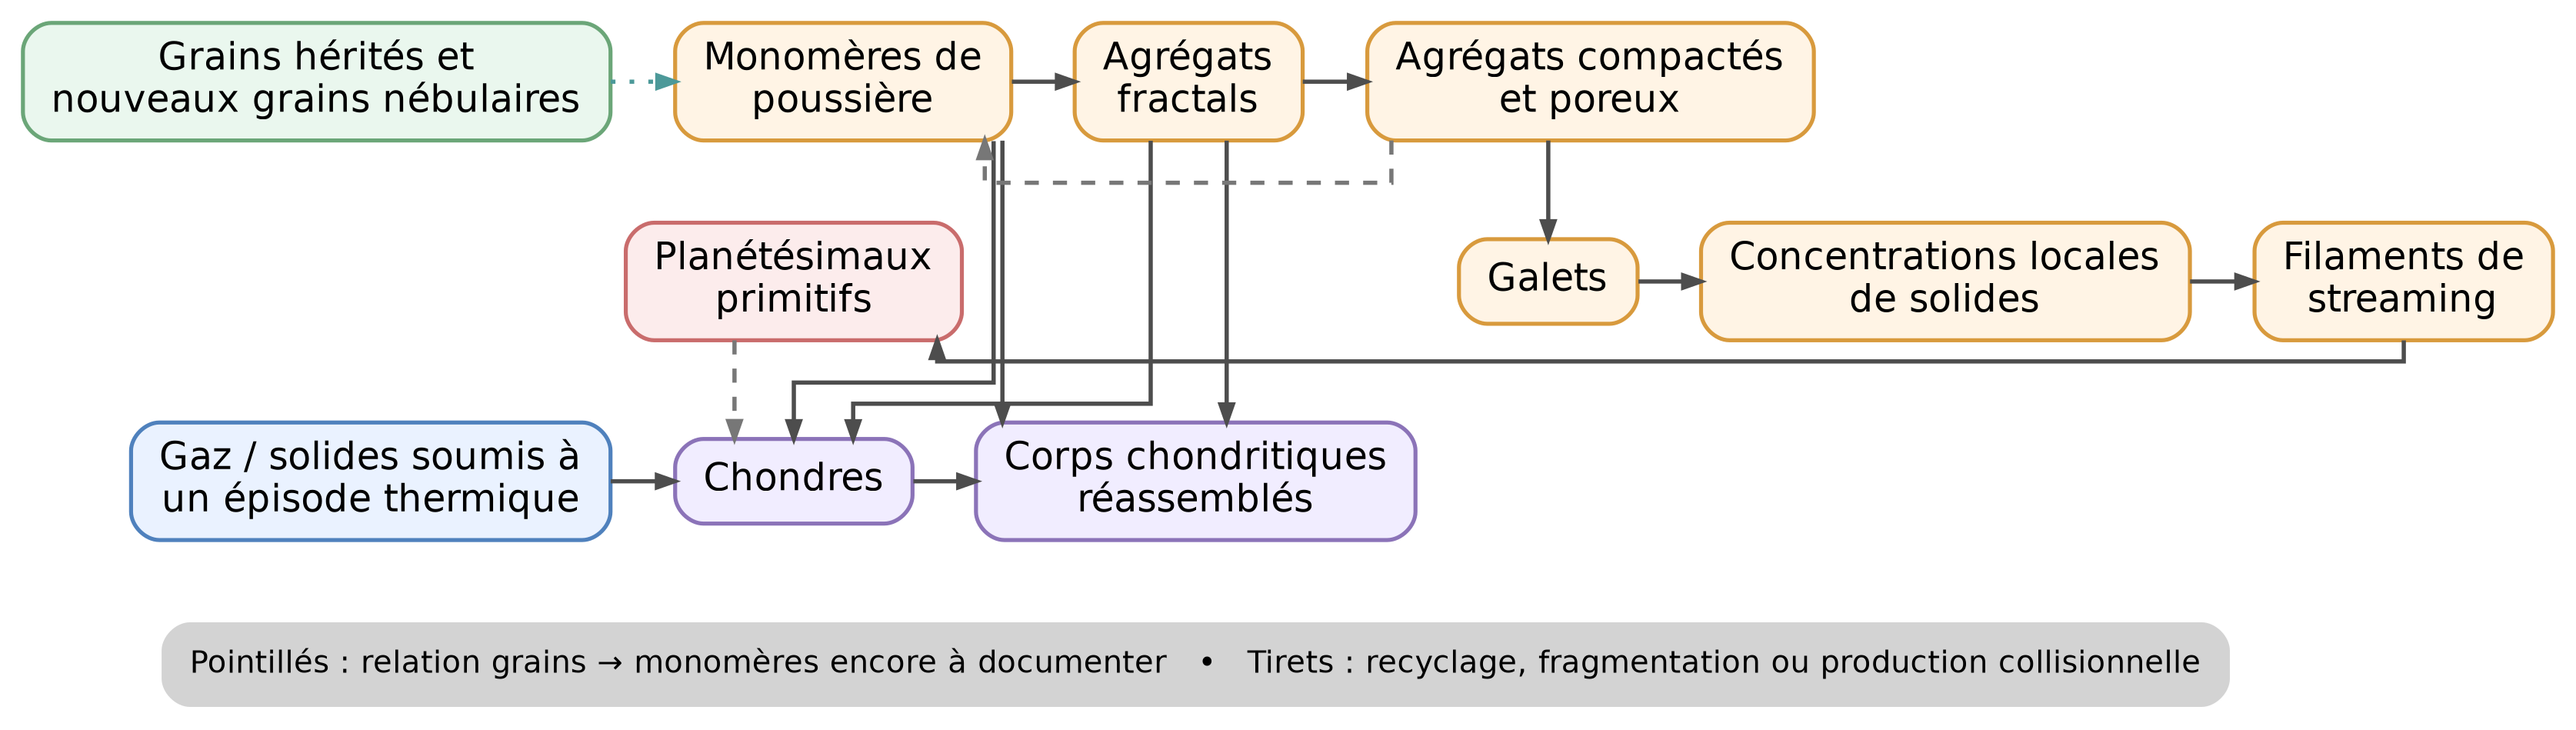 Grains hérités et
nouveaux grains nébulaires
Monomères de
poussière
Agrégats
fractals
Agrégats compactés
et poreux
Planétésimaux
primitifs
Galets
Concentrations locales
de solides
Filaments de
streaming
Gaz / solides soumis à
un épisode thermique
Chondres
Corps chondritiques
réassemblés
Pointillés : relation grains → monomères encore à documenter • Tirets : recyclage, fragmentation ou production collisionnelle